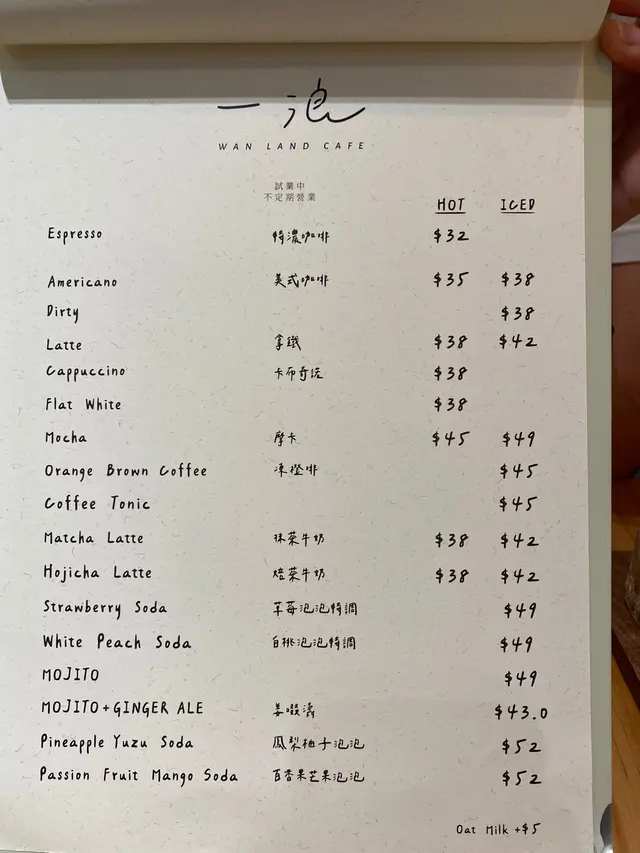 一泡
WAN LAND CAFE
試業中
不定期營業
HOT ICED
Espresso 特濃咖啡 $32
Americano 美式咖啡 $35 $38
Dirty $38
Latte 拿鐵 $38 $42
Cappuccino 卡布奇諾 $38
Flat White $38
Mocha 摩卡 $45 $49
Orange Brown Coffee 凍橙啡 $45
Coffee Tonic $45
Matcha Latte 抹茶牛奶 $38 $42
Hojicha Latte 焙茶牛奶 $38 $42
Strawberry Soda 草莓泡泡特調 $49
White Peach Soda 白桃泡泡特調 $49
MOJITO $49
MOJITO+GINGER ALE 姜啜濤 $43.0
Pineapple Yuzu Soda 鳳梨柚子泡泡 $52
Passion Fruit Mango Soda 百香果芒果泡泡 $52
Oat Milk +$5